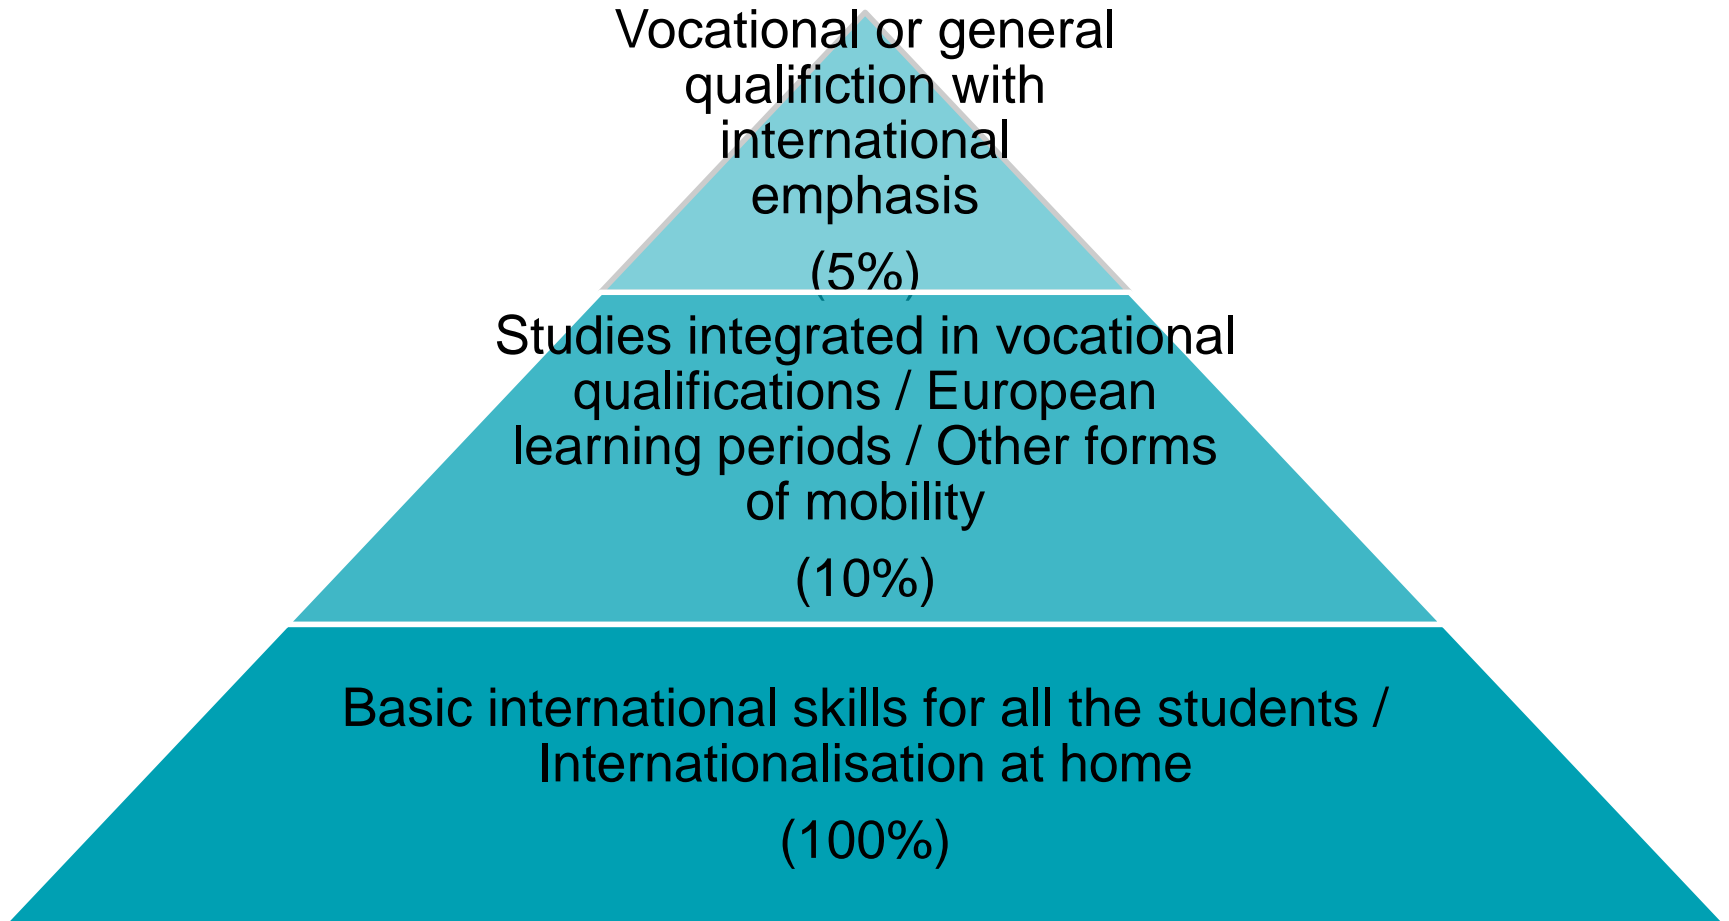 Vocational or general
qualifiction with
international
emphasis
(5%)
Studies integrated in vocational
qualifications / European
learning periods / Other forms
of mobility
(10%)
Basic international skills for all the students /
Internationalisation at home
(100%)